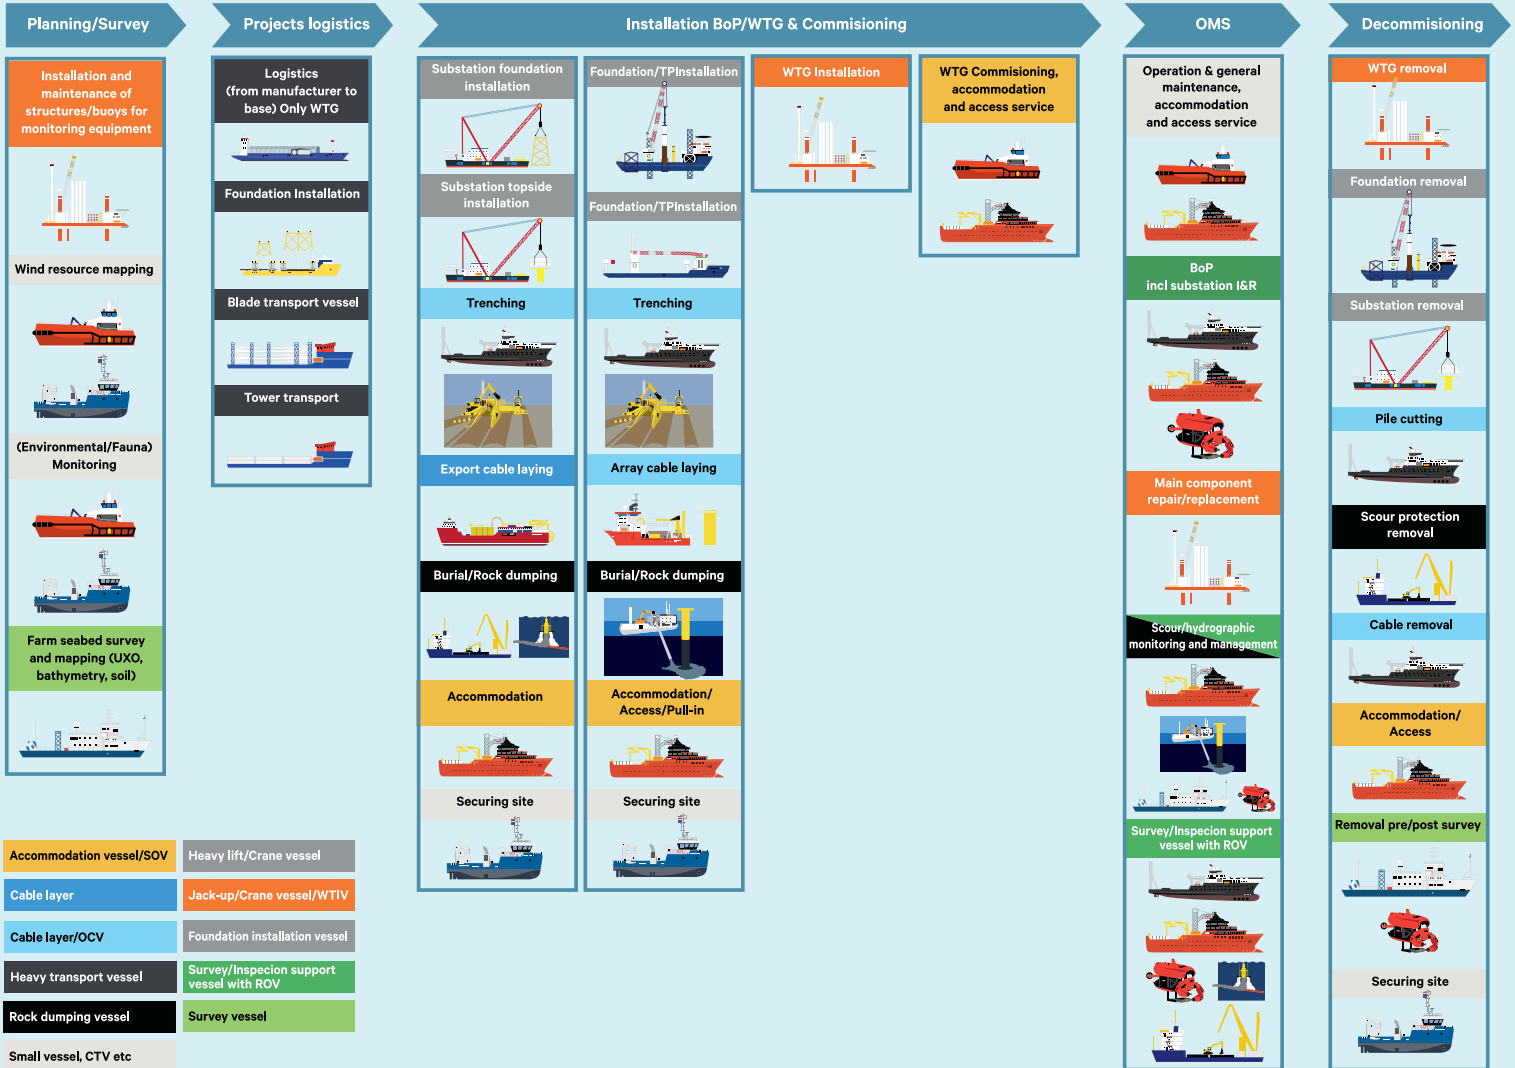 Planning/Survey
Installation and
maintenance of
structures/buoys for
monitoring equipment
Wind resource mapping
(Environmental/Fauna)
Monitoring
Farm seabed survey
and mapping (UXO,
bathymetry, soil)
Projects logistics
Logistics
(from manufacturer to
base) Only WTG
Foundation Installation
Blade transport vessel
Tower transport
Installation BoP/WTG & Commisioning
Substation foundation
installation
Substation topside
installation
Trenching
Export cable laying
Burial/Rock dumping
Accommodation
Securing site
Foundation/TPInstallation
Foundation/TPInstallation
Trenching
Array cable laying
Burial/Rock dumping
Accommodation/
Access/Pull-in
Securing site
WTG Installation
WTG Commisioning,
accommodation
and access service
OMS
Operation & general
maintenance,
accommodation
and access service
BoP
incl substation I&R
Main component
repair/replacement
Scour/hydrographic
monitoring and management
Survey/Inspecion support
vessel with ROV
Decommisioning
WTG removal
Foundation removal
Substation removal
Pile cutting
Scour protection
removal
Cable removal
Accommodation/
Access
Removal pre/post survey
Securing site
Accommodation vessel/SOV
Cable layer
Cable layer/OCV
Heavy transport vessel
Rock dumping vessel
Small vessel, CTV etc
Heavy lift/Crane vessel
Jack-up/Crane vessel/WTIV
Foundation installation vessel
Survey/Inspecion support
vessel with ROV
Survey vessel